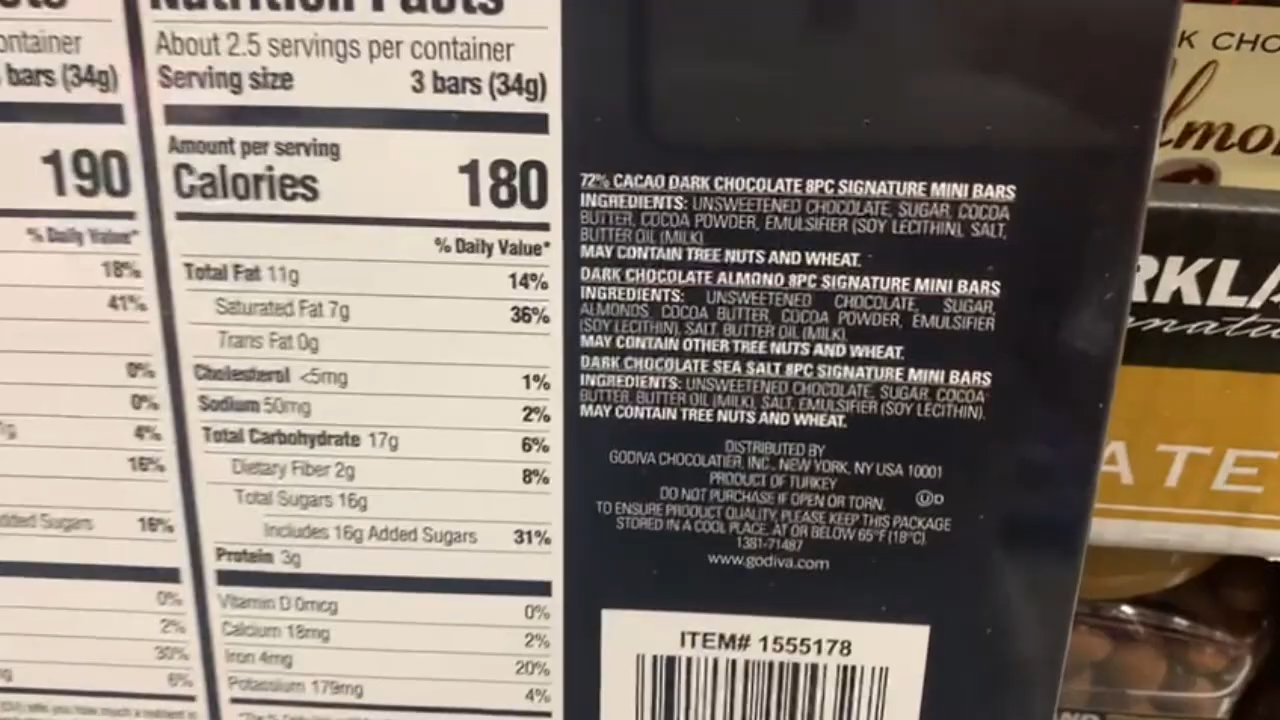 Nutrition Facts
ontainer
bars (34g)
190
% Daily Value*
18%
41%
0%
0%
4%
16%
Added Sugars 16%
0%
2%
30%
6%
About 2.5 servings per container
Serving size 3 bars (34g)
Amount per serving
Calories 180
% Daily Value*
Total Fat 11g 14%
Saturated Fat 7g 36%
Trans Fat 0g
Cholesterol <5mg 1%
Sodium 50mg 2%
Total Carbohydrate 17g 6%
Dietary Fiber 2g 8%
Total Sugars 16g
Includes 16g Added Sugars 31%
Protein 3g
Vitamin D 0mcg 0%
Calcium 18mg 2%
Iron 4mg 20%
Potassium 179mg 4%
72% CACAO DARK CHOCOLATE 8PC SIGNATURE MINI BARS
INGREDIENTS: UNSWEETENED CHOCOLATE, SUGAR, COCOA
BUTTER, COCOA POWDER, EMULSIFIER (SOY LECITHIN), SALT,
BUTTER OIL (MILK).
MAY CONTAIN TREE NUTS AND WHEAT.
DARK CHOCOLATE ALMOND 8PC SIGNATURE MINI BARS
INGREDIENTS: UNSWEETENED CHOCOLATE, SUGAR,
ALMONDS, COCOA BUTTER, COCOA POWDER, EMULSIFIER
(SOY LECITHIN), SALT, BUTTER OIL (MILK).
MAY CONTAIN OTHER TREE NUTS AND WHEAT.
DARK CHOCOLATE SEA SALT 8PC SIGNATURE MINI BARS
INGREDIENTS: UNSWEETENED CHOCOLATE, SUGAR, COCOA
BUTTER, BUTTER OIL (MILK), SALT, EMULSIFIER (SOY LECITHIN).
MAY CONTAIN TREE NUTS AND WHEAT.
DISTRIBUTED BY
GODIVA CHOCOLATIER, INC., NEW YORK, NY USA 10001
PRODUCT OF TURKEY
DO NOT PURCHASE IF OPEN OR TORN.
TO ENSURE PRODUCT QUALITY, PLEASE KEEP THIS PACKAGE
STORED IN A COOL PLACE, AT OR BELOW 65°F (18°C).
1381-71487
www.godiva.com
ITEM# 1555178
K CHO
lmo
RKLA
natu
ATE